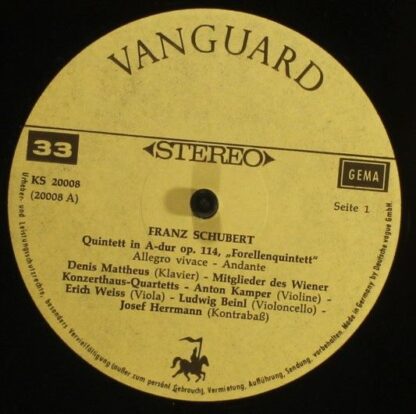 VANGUARD
33
STEREO
GEMA
KS 20008
(20008 A)
Seite 1
FRANZ SCHUBERT
Quintett in A-dur op. 114, „Forellenquintett"
Allegro vivace - Andante
Denis Mattheus (Klavier) - Mitglieder des Wiener
Konzerthaus-Quartetts - Anton Kamper (Violine) -
Erich Weiss (Viola) - Ludwig Beinl (Violoncello) -
Josef Herrmann (Kontrabaß)
Urheber- und Leistungsschutzrechte, besonders Vervielfältigung (außer zum persönl. Gebrauch), Vermietung, Aufführung, Sendung, vorbehalten. Made in Germany by Deutsche vogue GmbH.